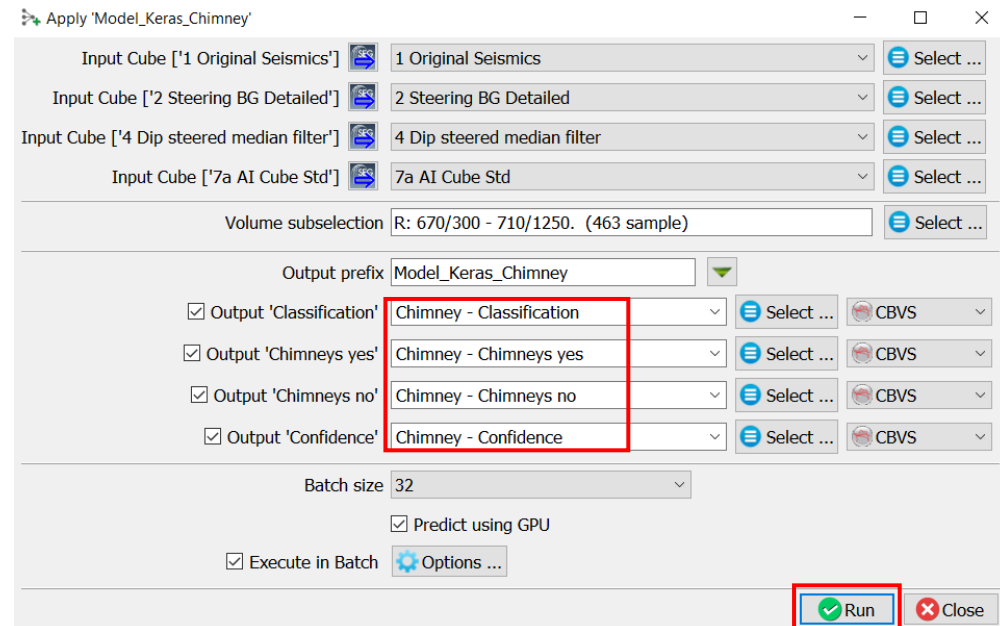 Apply 'Model_Keras_Chimney'
Input Cube ['1 Original Seismics'] SEG 1 Original Seismics Select ...
Input Cube ['2 Steering BG Detailed'] SEG 2 Steering BG Detailed Select ...
Input Cube ['4 Dip steered median filter'] SEG 4 Dip steered median filter Select ...
Input Cube ['7a AI Cube Std'] SEG 7a AI Cube Std Select ...
Volume subselection R: 670/300 - 710/1250. (463 sample) Select ...
Output prefix Model_Keras_Chimney
Output 'Classification' Chimney - Classification Select ... CBVS
Output 'Chimneys yes' Chimney - Chimneys yes Select ... CBVS
Output 'Chimneys no' Chimney - Chimneys no Select ... CBVS
Output 'Confidence' Chimney - Confidence Select ... CBVS
Batch size 32
Predict using GPU
Execute in Batch Options ...
Run Close